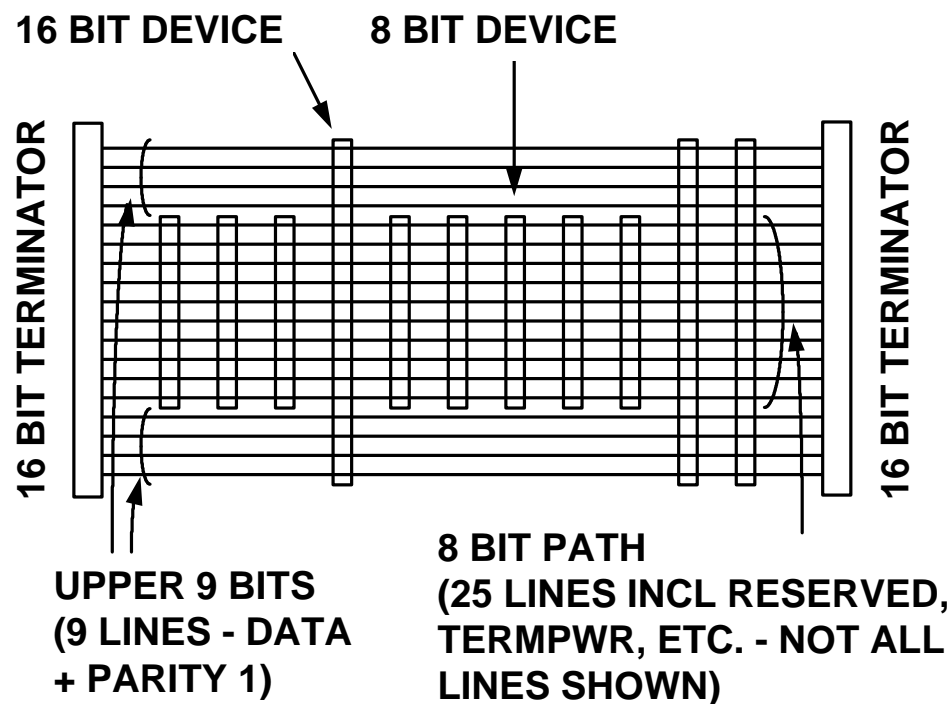 16 BIT DEVICE
8 BIT DEVICE
16 BIT TERMINATOR
16 BIT TERMINATOR
UPPER 9 BITS
(9 LINES - DATA
+ PARITY 1)
8 BIT PATH
(25 LINES INCL RESERVED,
TERMPWR, ETC. - NOT ALL
LINES SHOWN)